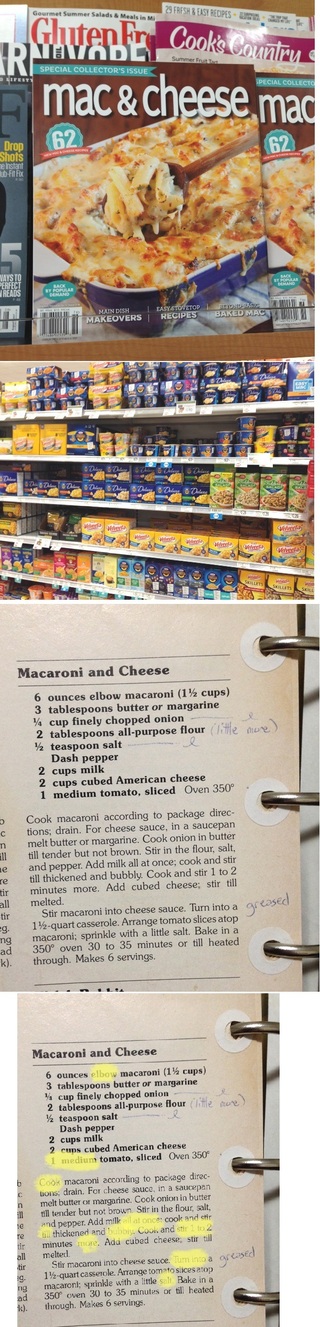 Gourmet Summer Salads & Meals in Mi
29 FRESH & EASY RECIPES
Gluten Fre
Cook's Country
Summer Fruit Tart
SPECIAL COLLECTOR'S ISSUE
mac & cheese
mac
62
62
Drop
Shots
BACK
BY POPULAR
DEMAND
MAIN DISH
MAKEOVERS
EASY STOVETOP
RECIPES
BEYOND-BASIC
BAKED MAC
BACK
BY POPULAR
DEMAND
Deluxe
Velveeta
Velveeta
SKILLETS
Macaroni and Cheese
6 ounces elbow macaroni (1½ cups)
3 tablespoons butter or margarine
¼ cup finely chopped onion
2 tablespoons all-purpose flour (little more)
½ teaspoon salt
Dash pepper
2 cups milk
2 cups cubed American cheese
1 medium tomato, sliced Oven 350°
Cook macaroni according to package direc-
tions; drain. For cheese sauce, in a saucepan
melt butter or margarine. Cook onion in butter
till tender but not brown. Stir in the flour, salt,
and pepper. Add milk all at once; cook and stir
till thickened and bubbly. Cook and stir 1 to 2
minutes more. Add cubed cheese; stir till
melted.
Stir macaroni into cheese sauce. Turn into a greased
1½-quart casserole. Arrange tomato slices atop
macaroni; sprinkle with a little salt. Bake in a
350° oven 30 to 35 minutes or till heated
through. Makes 6 servings.
Macaroni and Cheese
6 ounces elbow macaroni (1½ cups)
3 tablespoons butter or margarine
¼ cup finely chopped onion
2 tablespoons all-purpose flour (little more)
½ teaspoon salt
Dash pepper
2 cups milk
2 cups cubed American cheese
1 medium tomato, sliced Oven 350°
Cook macaroni according to package direc-
tions; drain. For cheese sauce, in a saucepan
melt butter or margarine. Cook onion in butter
till tender but not brown. Stir in the flour, salt,
and pepper. Add milk all at once; cook and stir
till thickened and bubbly. Cook and stir 1 to 2
minutes more. Add cubed cheese; stir till
melted.
Stir macaroni into cheese sauce. Turn into a greased
1½-quart casserole. Arrange tomato slices atop
macaroni; sprinkle with a little salt. Bake in a
350° oven 30 to 35 minutes or till heated
through. Makes 6 servings.